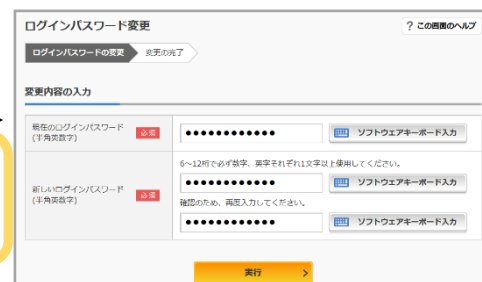 ログインパスワード変更
? この画面のヘルプ
ログインパスワードの変更
変更の完了
変更内容の入力
現在のログインパスワード
(半角英数字)
必須
●●●●●●●●●●●●
ソフトウェアキーボード入力
6～12桁で必ず数字、英字それぞれ1文字以上使用してください。
新しいログインパスワード
(半角英数字)
必須
●●●●●●●●●●●●
ソフトウェアキーボード入力
確認のため、再度入力してください。
●●●●●●●●●●●●
ソフトウェアキーボード入力
実行